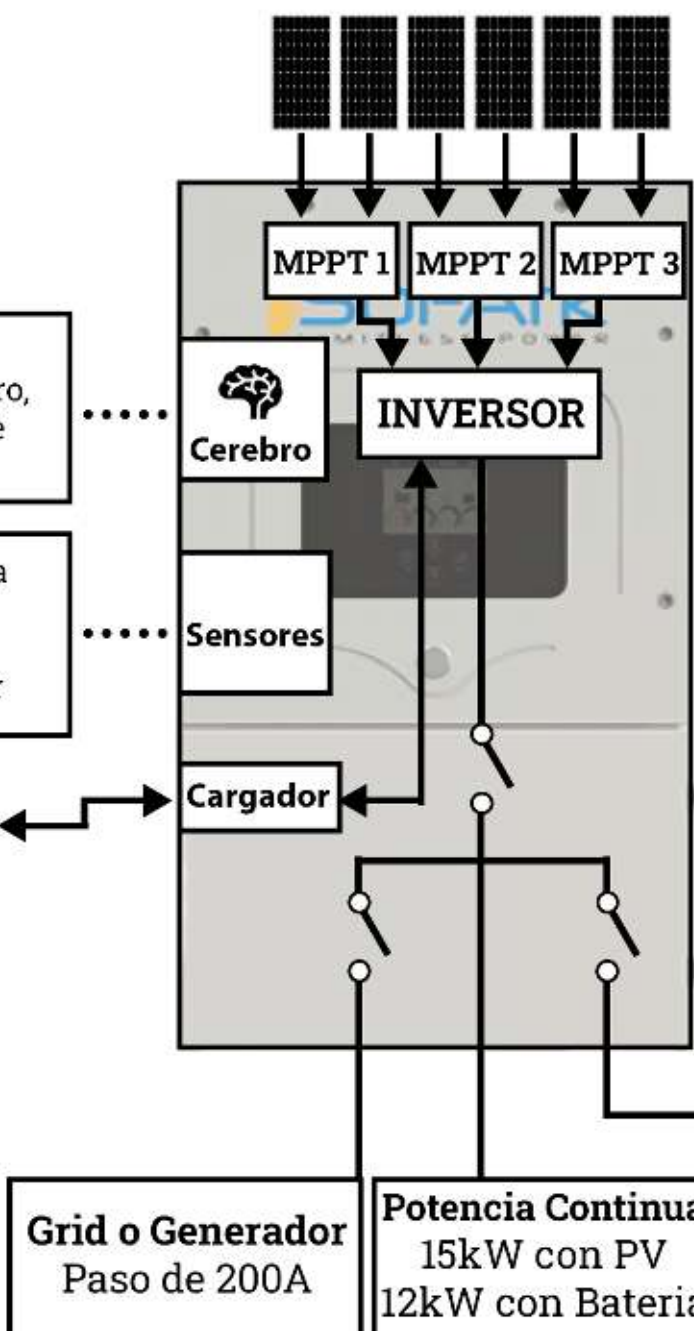 MPPT 1
MPPT 2
MPPT 3
INVERSOR
Cerebro
ro,
e
a
Sensores
r
Cargador
Grid o Generador
Paso de 200A
Potencia Continua
15kW con PV
12kW con Bateria